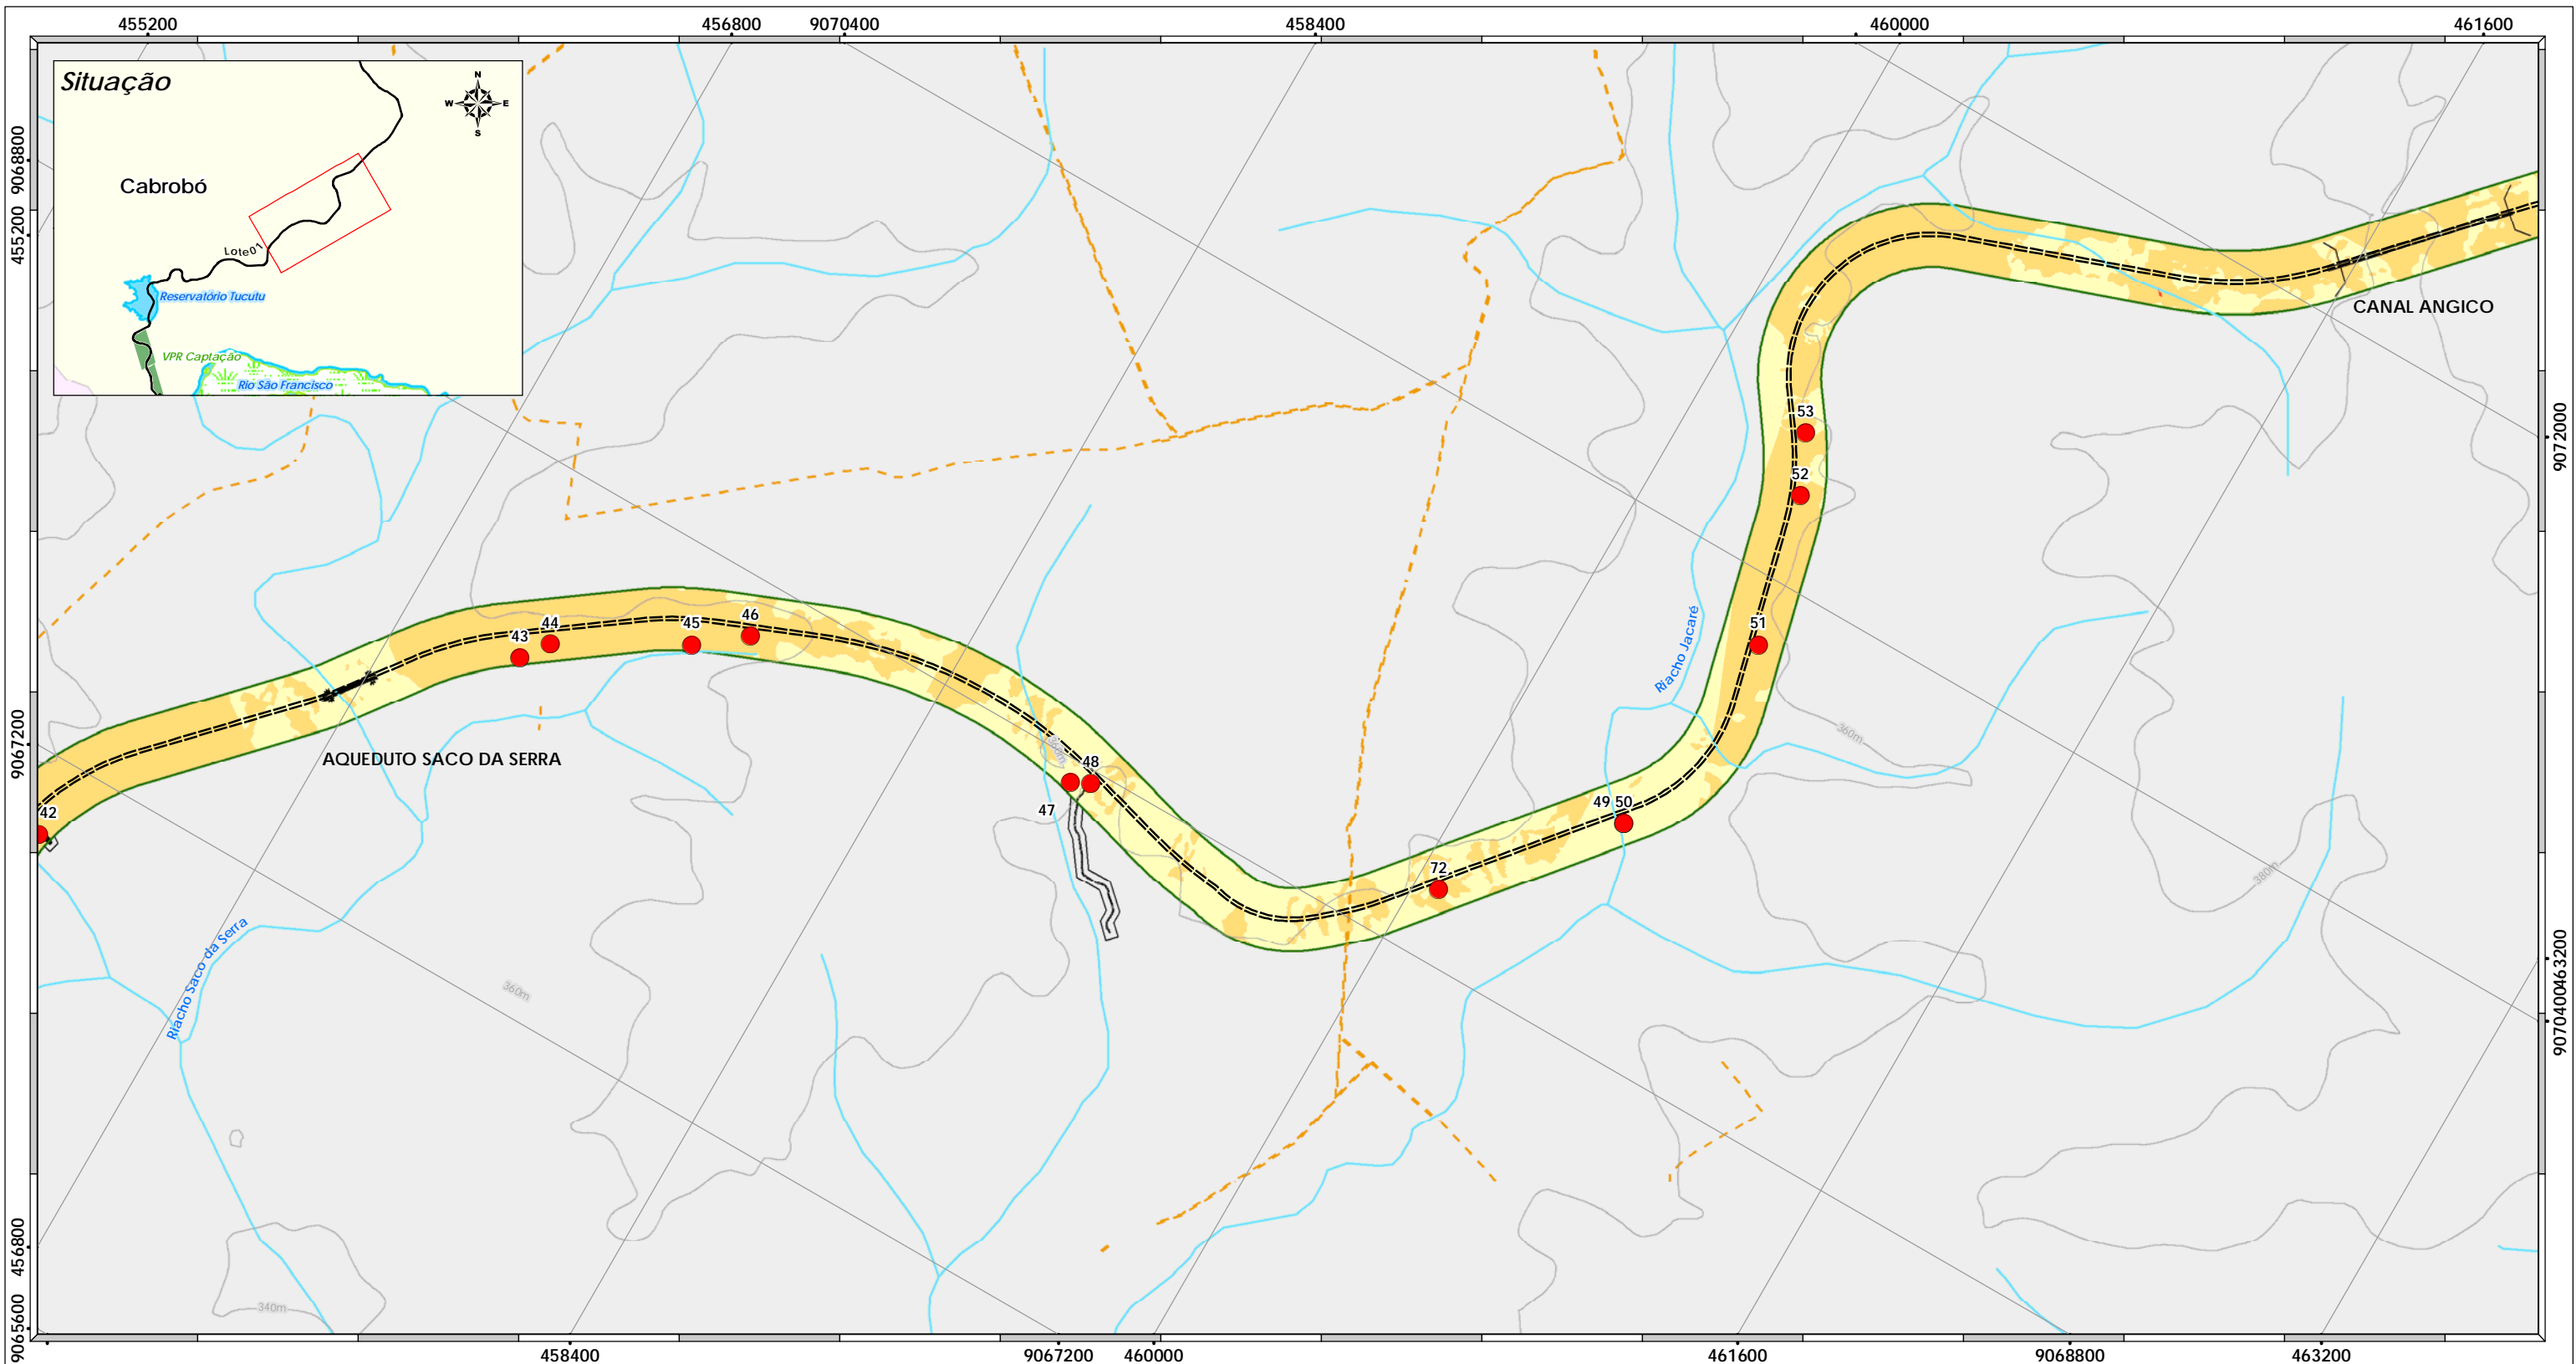 455200
456800
9070400
458400
460000
461600
Situação
N
W
E
S
Cabrobó
Lote01
Reservatório Tucutu
VPR Captação
Rio São Francisco
9068800
455200
9067200
456800
9065600
CANAL ANGICO
9072000
463200
9070400
53
52
51
Riacho Jacaré
43
44
45
46
360m
AQUEDUTO SACO DA SERRA
42
360m
48
47
49
50
72
380m
Riacho Saco da Serra
360m
340m
458400
9067200
460000
461600
9068800
463200